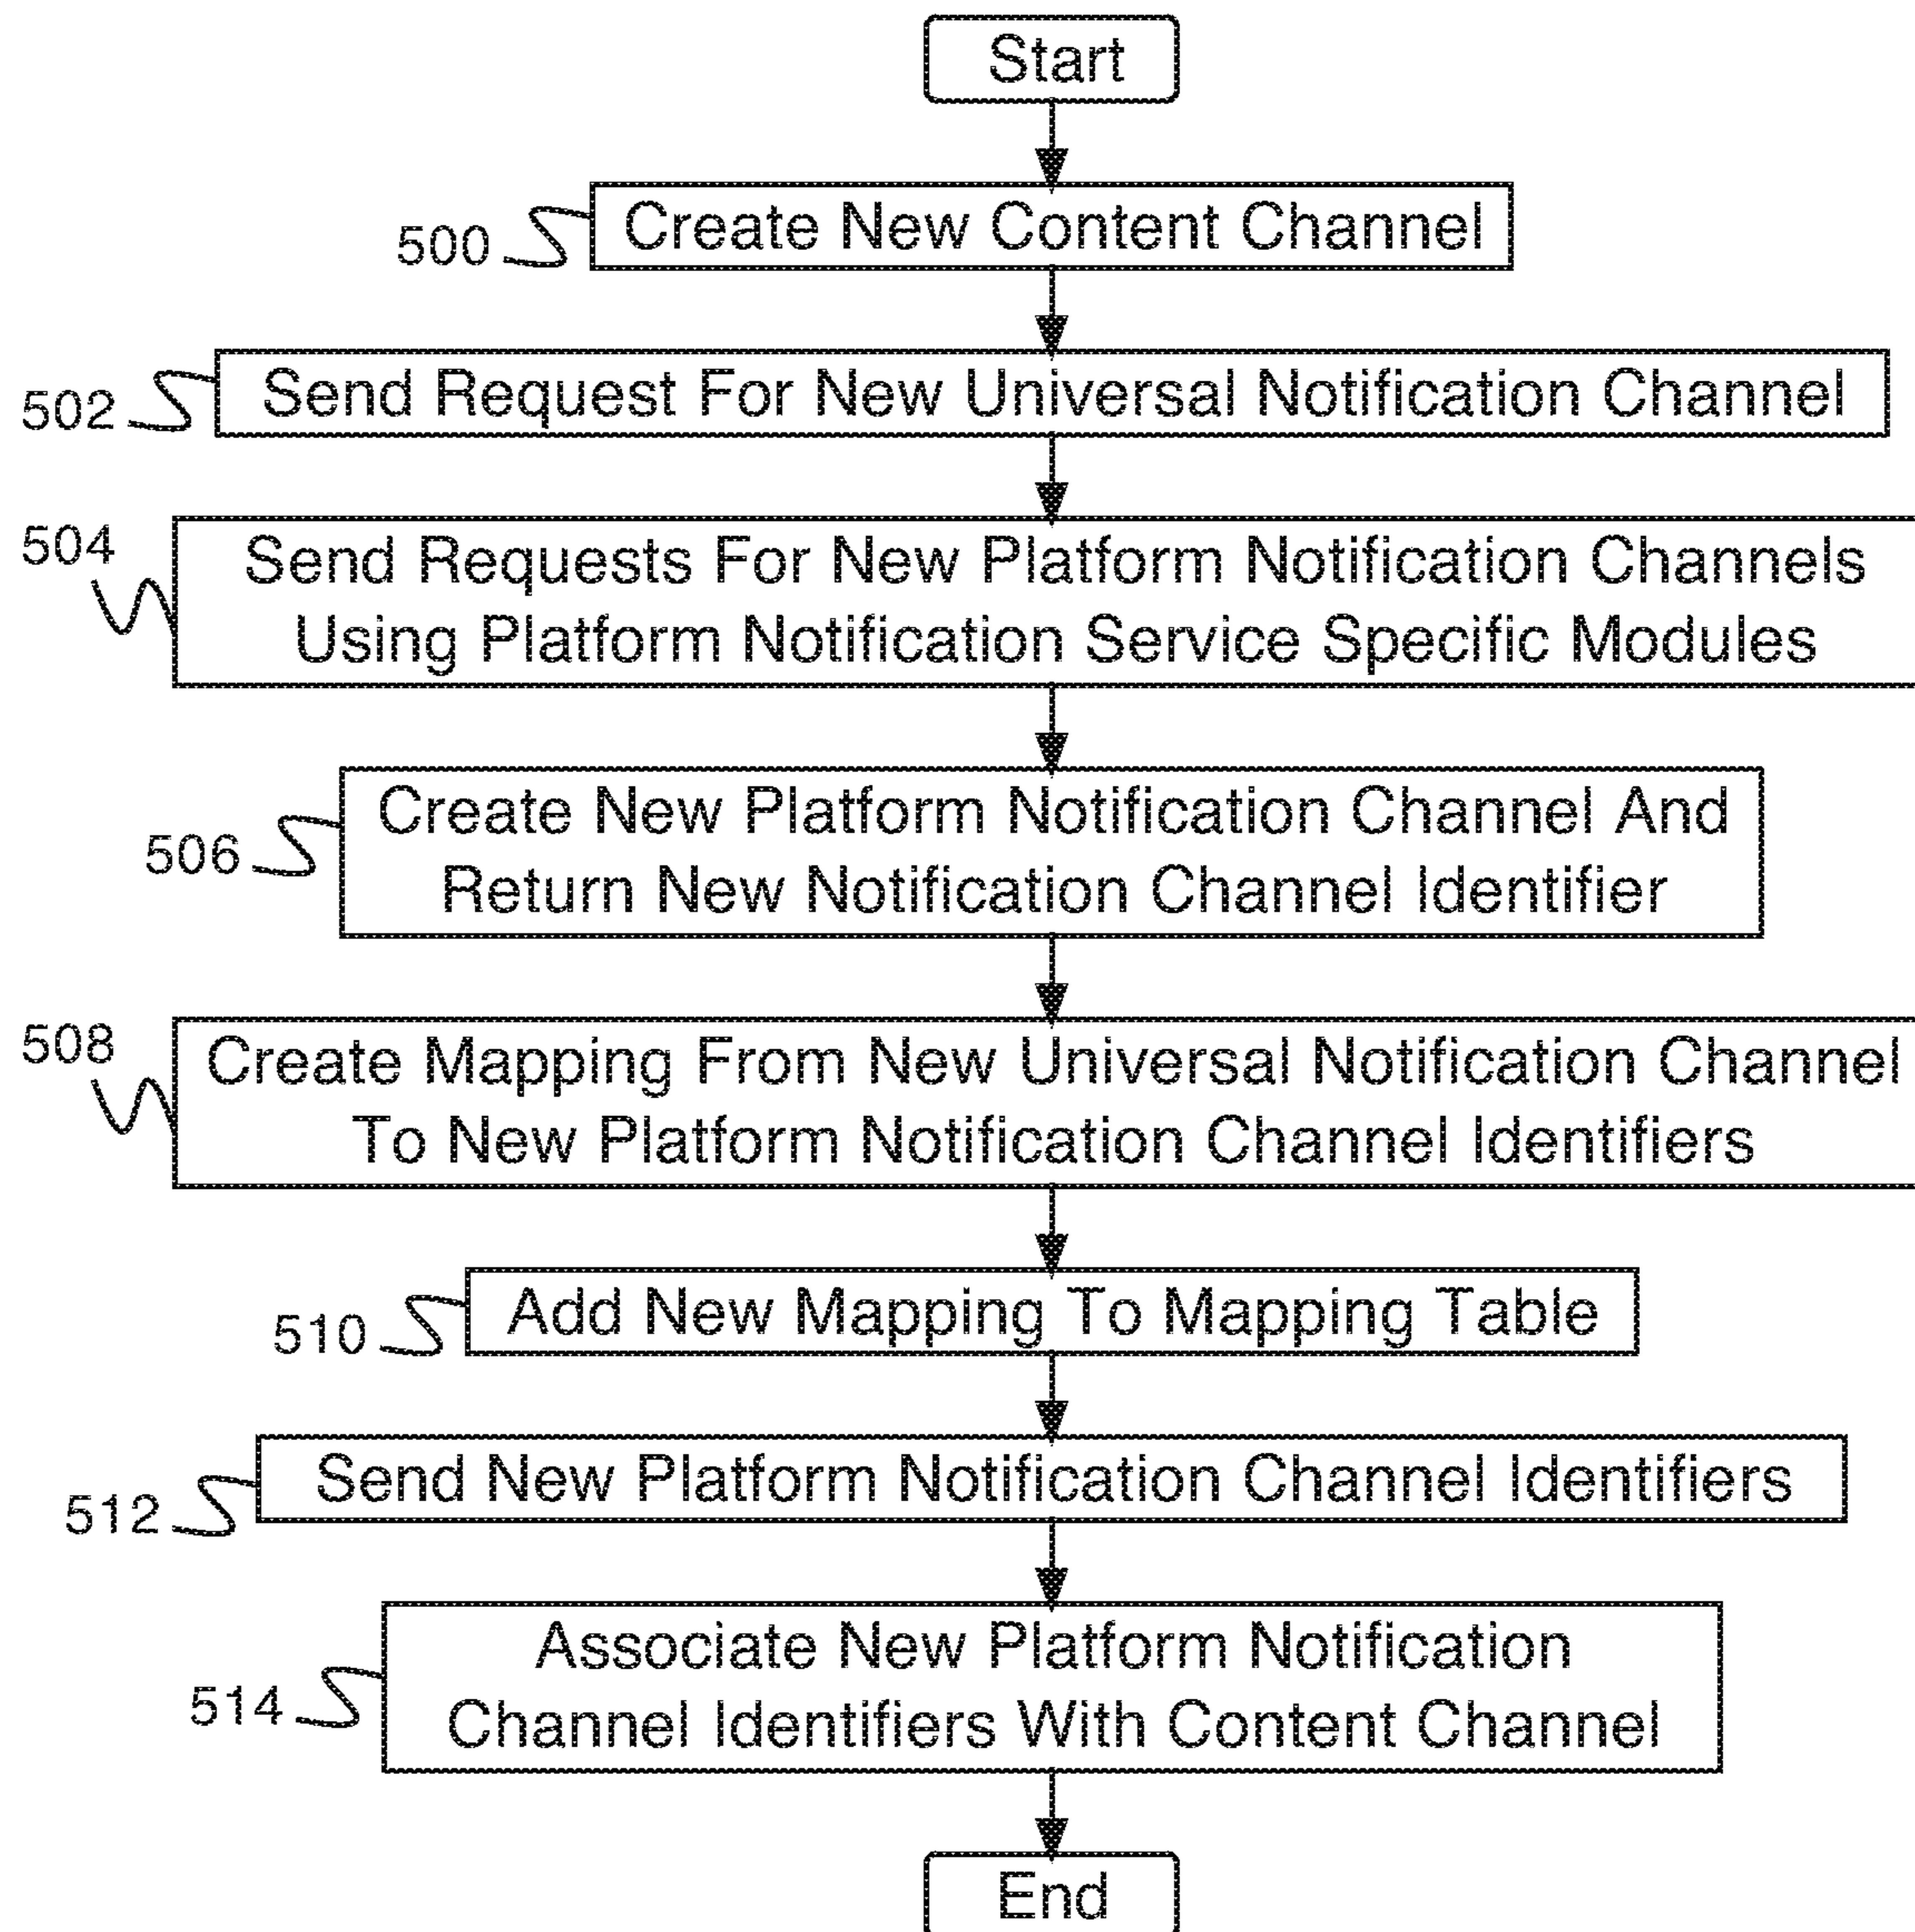 Start
500
Create New Content Channel
502
Send Request For New Universal Notification Channel
504
Send Requests For New Platform Notification Channels
Using Platform Notification Service Specific Modules
506
Create New Platform Notification Channel And
Return New Notification Channel Identifier
508
Create Mapping From New Universal Notification Channel
To New Platform Notification Channel Identifiers
510
Add New Mapping To Mapping Table
512
Send New Platform Notification Channel Identifiers
514
Associate New Platform Notification
Channel Identifiers With Content Channel
End